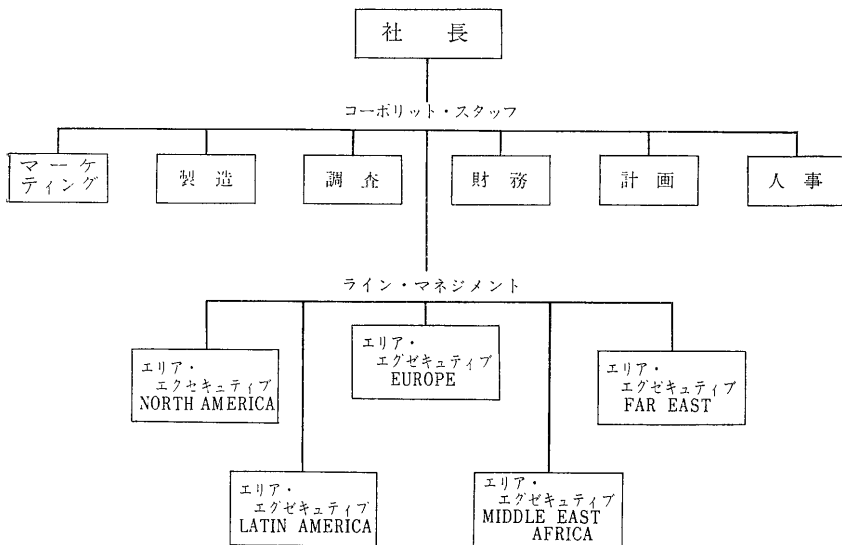 社 長
コーポリット・スタッフ
マーケ
ティング
製 造
調 査
財 務
計 画
人 事
ライン・マネジメント
エリア・
エクセキュティブ
NORTH AMERICA
エリア・
エグゼキュティブ
EUROPE
エリア・
エグゼキュティブ
FAR EAST
エリア・
エグゼキュティブ
LATIN AMERICA
エリア・
エグゼキュティブ
MIDDLE EAST
AFRICA